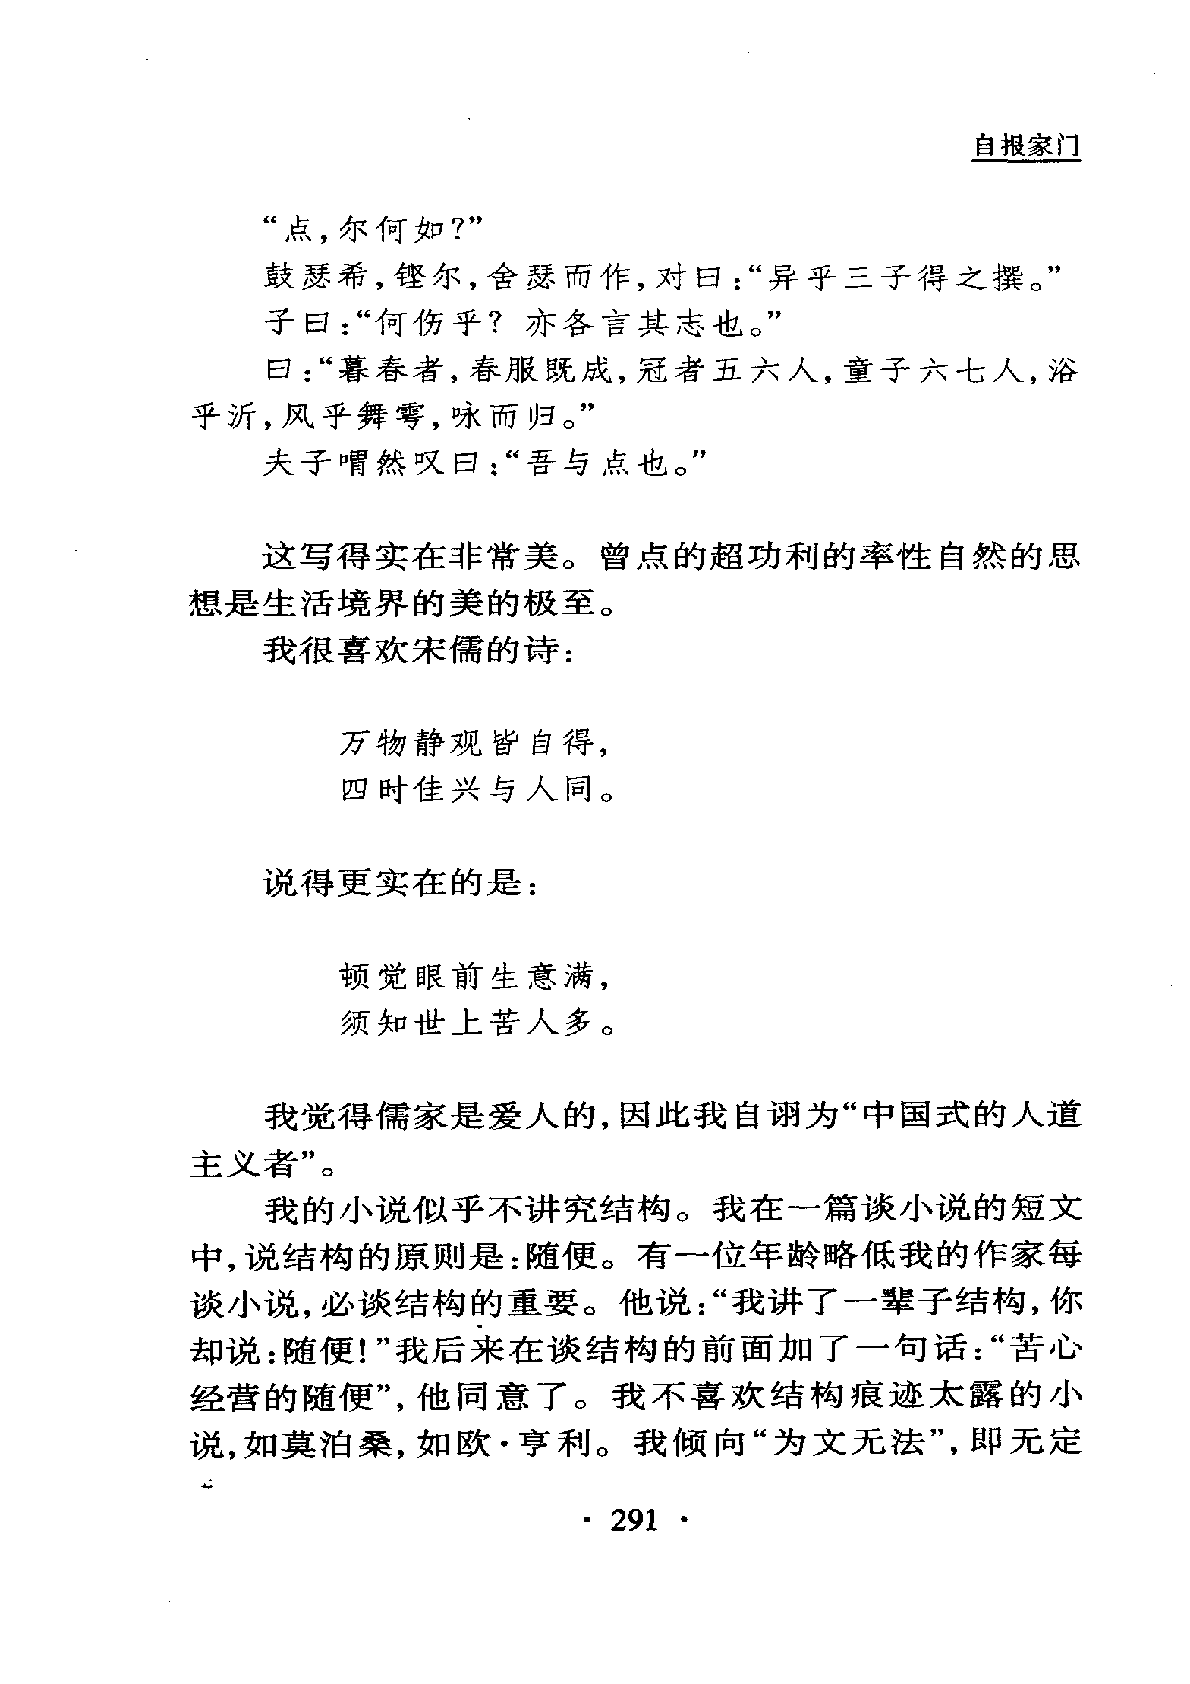 自报家门
“点,尔何如?”
鼓瑟希,铿尔,舍瑟而作,对曰:“异乎三子得之撰。”
子曰:“何伤乎? 亦各言其志也。”
曰:“暮春者,春服既成,冠者五六人,童子六七人,浴
乎沂,风乎舞雩,咏而归。”
夫子喟然叹曰:“吾与点也。”
这写得实在非常美。曾点的超功利的率性自然的思
想是生活境界的美的极至。
我很喜欢宋儒的诗:
万物静观皆自得,
四时佳兴与人同。
说得更实在的是:
顿觉眼前生意满,
须知世上苦人多。
我觉得儒家是爱人的,因此我自诩为“中国式的人道
主义者”。
我的小说似乎不讲究结构。我在一篇谈小说的短文
中,说结构的原则是:随便。有一位年龄略低我的作家每
谈小说,必谈结构的重要。他说:“我讲了一辈子结构,你
却说:随便!”我后来在谈结构的前面加了一句话:“苦心
经营的随便”,他同意了。我不喜欢结构痕迹太露的小
说,如莫泊桑,如欧·亨利。我倾向“为文无法”,即无定
· 291 ·